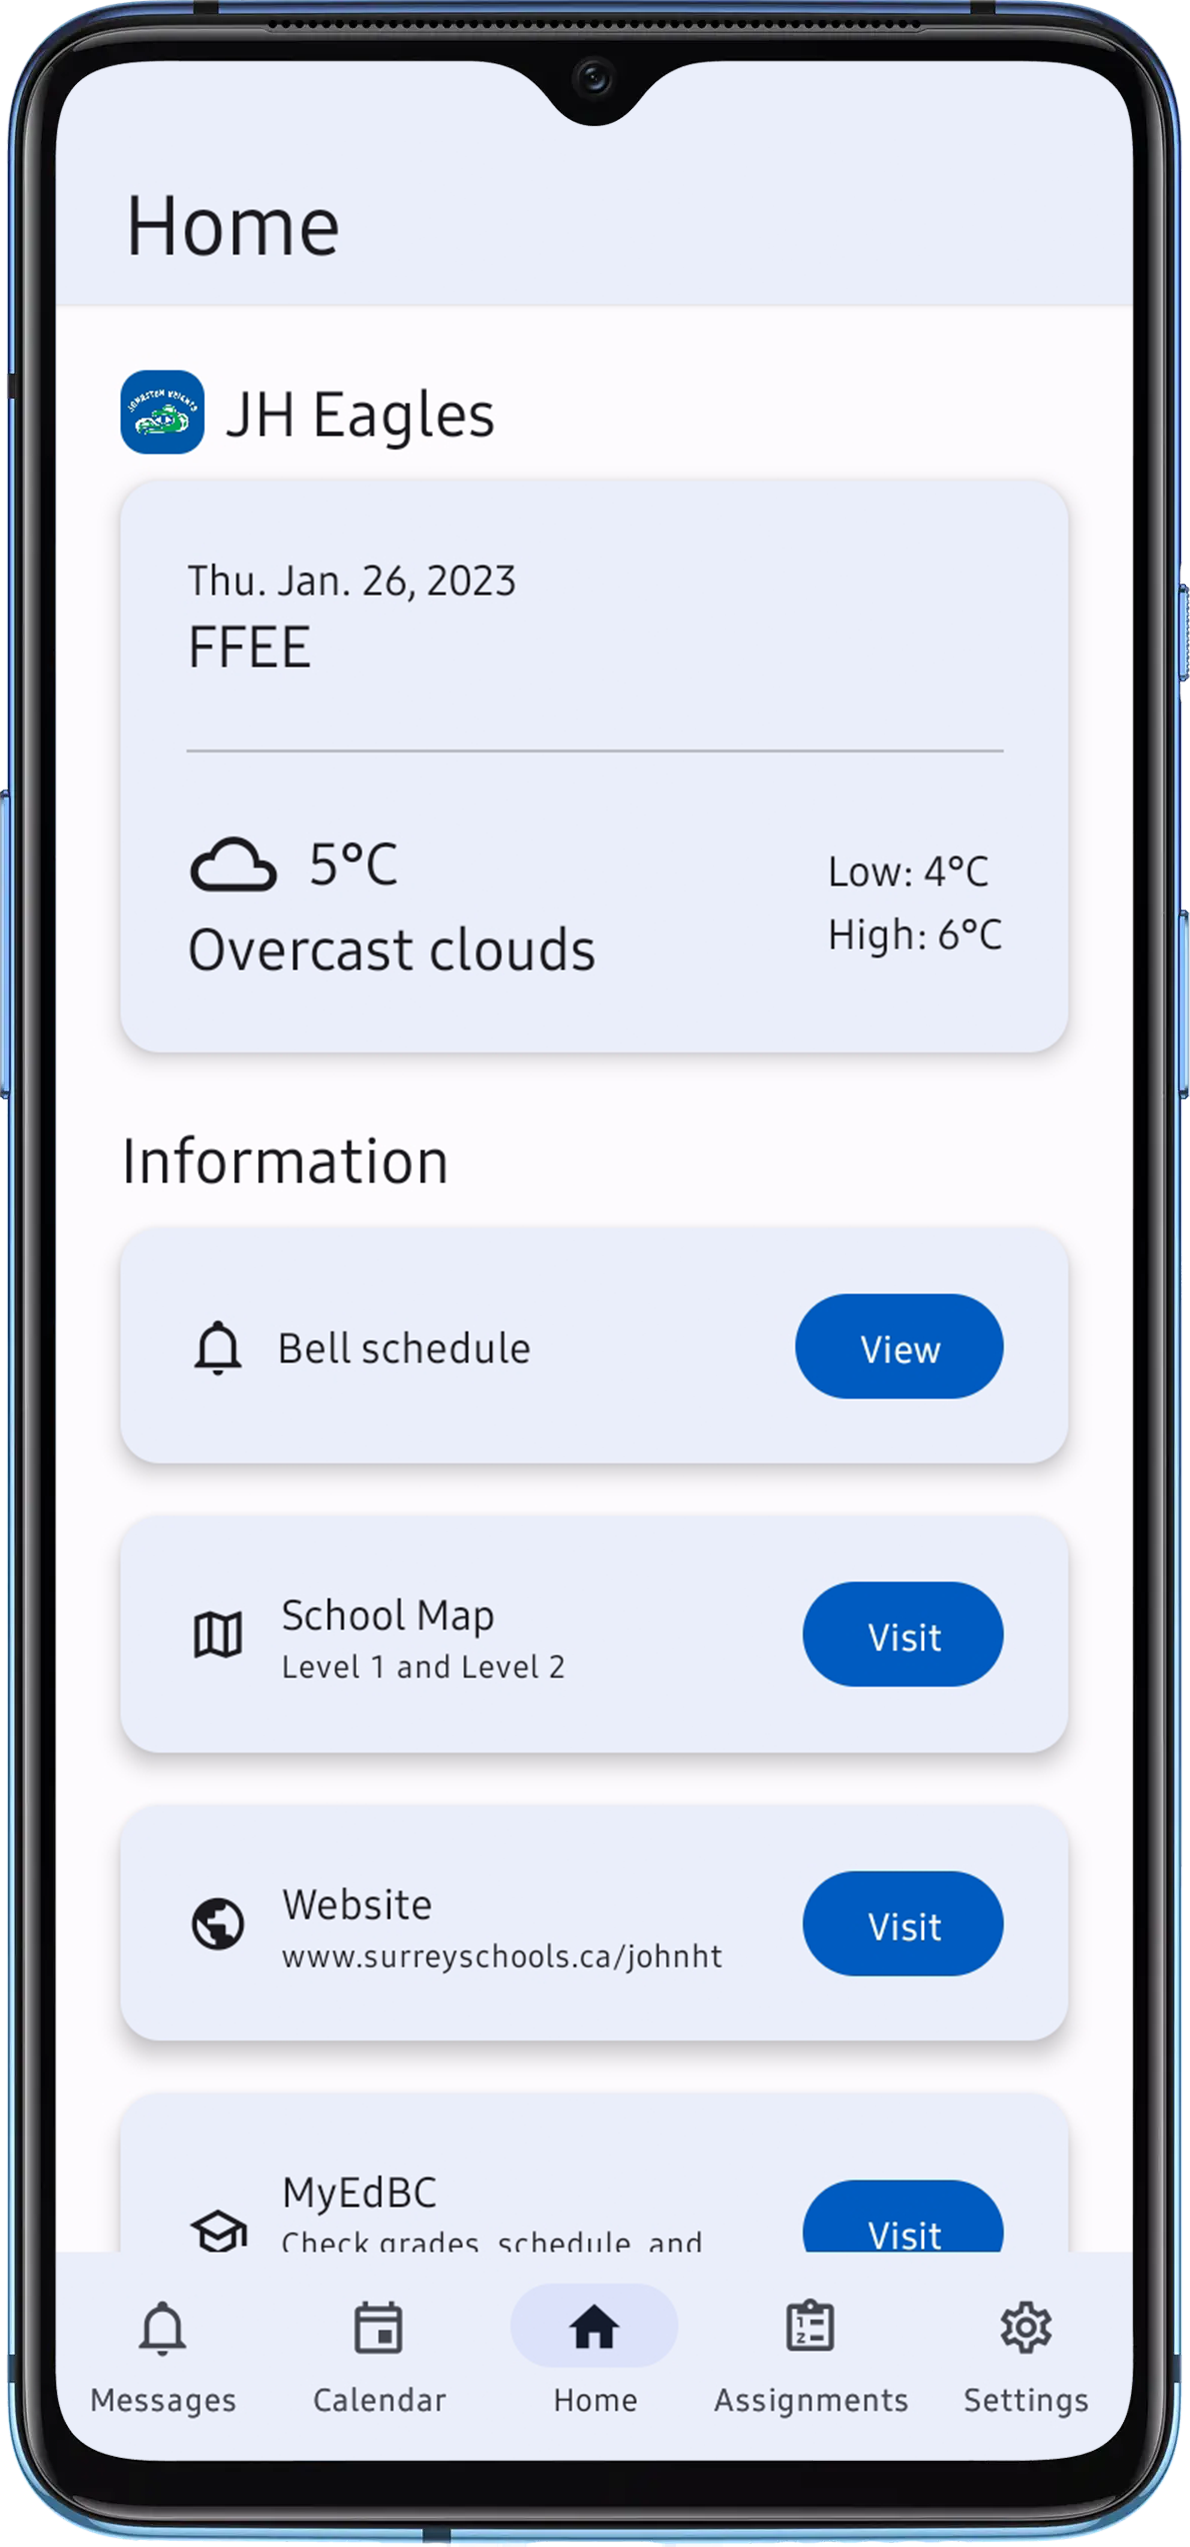 Home
JOHNSTON HEIGHTS
JH Eagles
Thu. Jan. 26, 2023
FFEE
5°C
Overcast clouds
Low: 4°C
High: 6°C
Information
Bell schedule
View
School Map
Level 1 and Level 2
Visit
Website
www.surreyschools.ca/johnht
Visit
MyEdBC
Check grades, schedule, and
Visit
Messages
Calendar
Home
Assignments
Settings